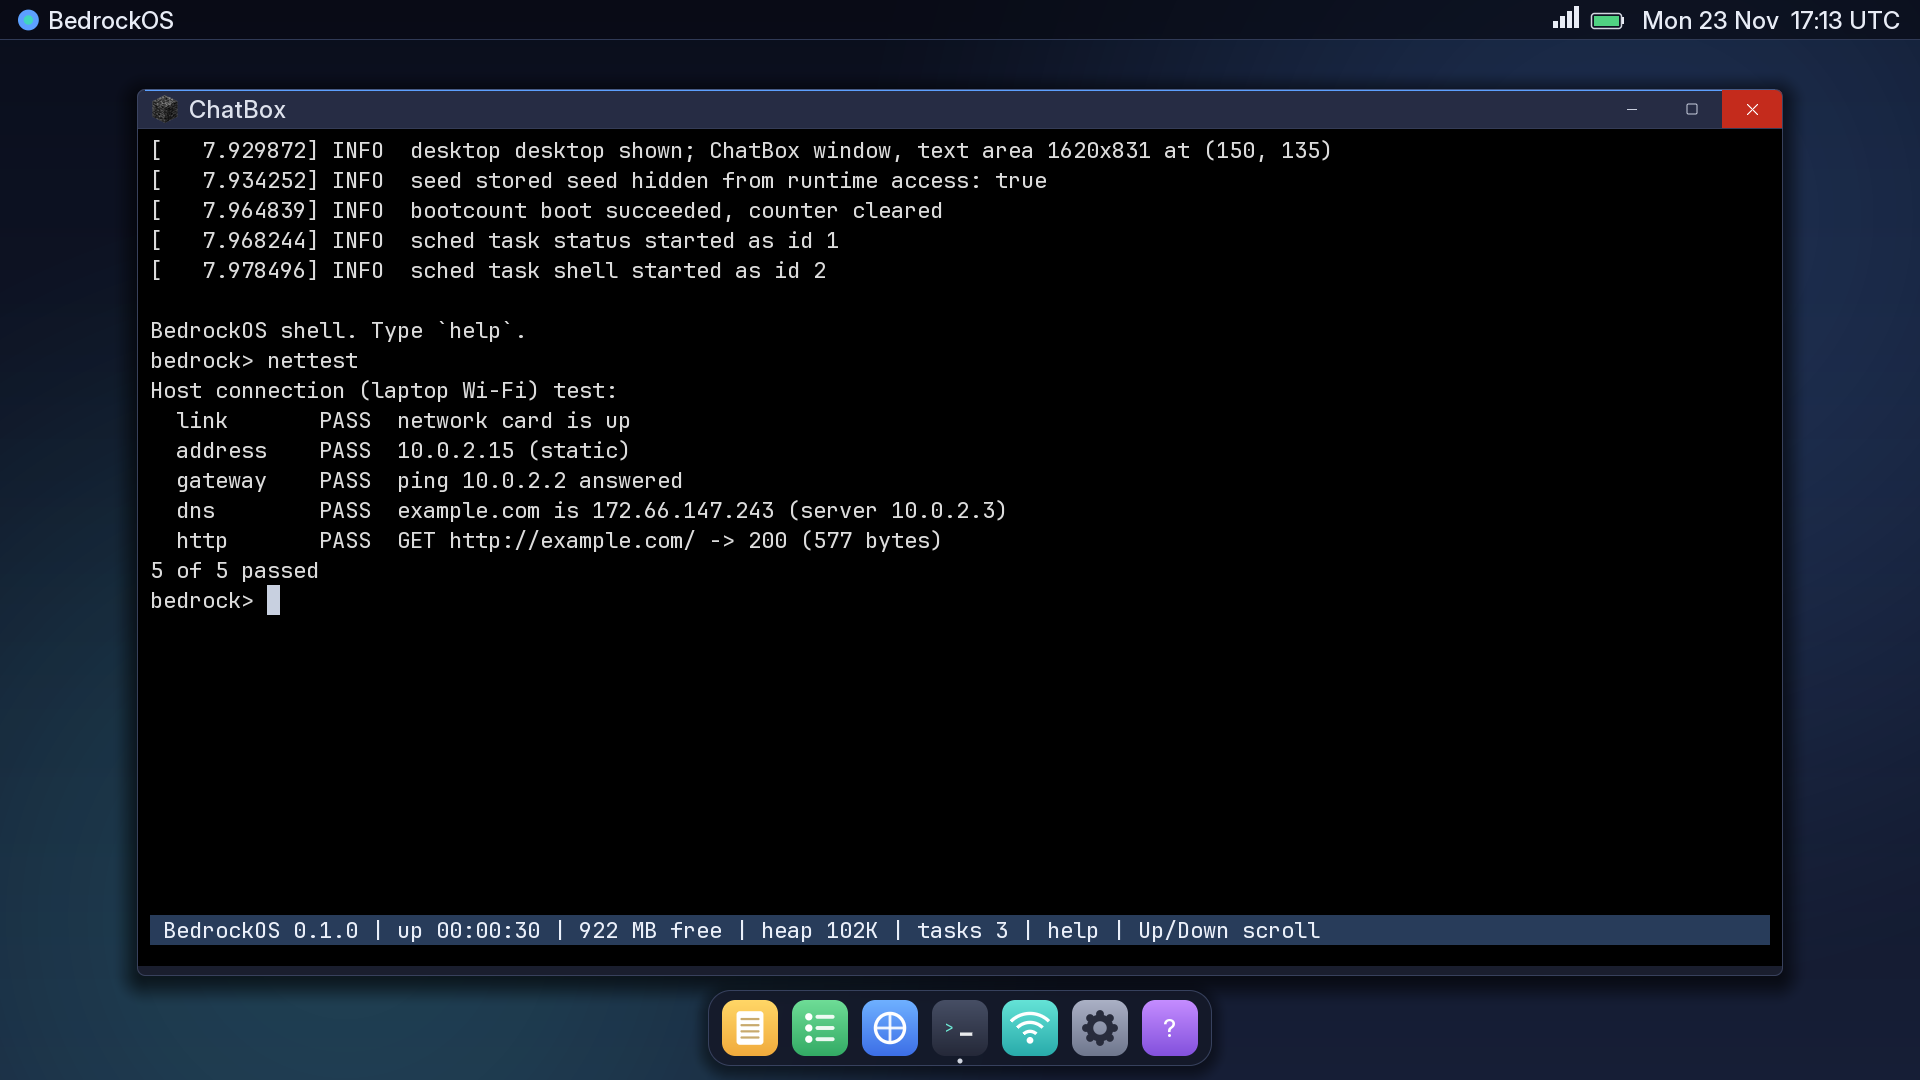 BedrockOS Mon 23 Nov 17:13 UTC
ChatBox
[   7.929872] INFO  desktop desktop shown; ChatBox window, text area 1620x831 at (150, 135)
[   7.934252] INFO  seed stored seed hidden from runtime access: true
[   7.964839] INFO  bootcount boot succeeded, counter cleared
[   7.968244] INFO  sched task status started as id 1
[   7.978496] INFO  sched task shell started as id 2
BedrockOS shell. Type `help`.
bedrock> nettest
Host connection (laptop Wi-Fi) test:
  link       PASS  network card is up
  address    PASS  10.0.2.15 (static)
  gateway    PASS  ping 10.0.2.2 answered
  dns        PASS  example.com is 172.66.147.243 (server 10.0.2.3)
  http       PASS  GET http://example.com/ -> 200 (577 bytes)
5 of 5 passed
bedrock>
BedrockOS 0.1.0 | up 00:00:30 | 922 MB free | heap 102K | tasks 3 | help | Up/Down scroll
>_ ?